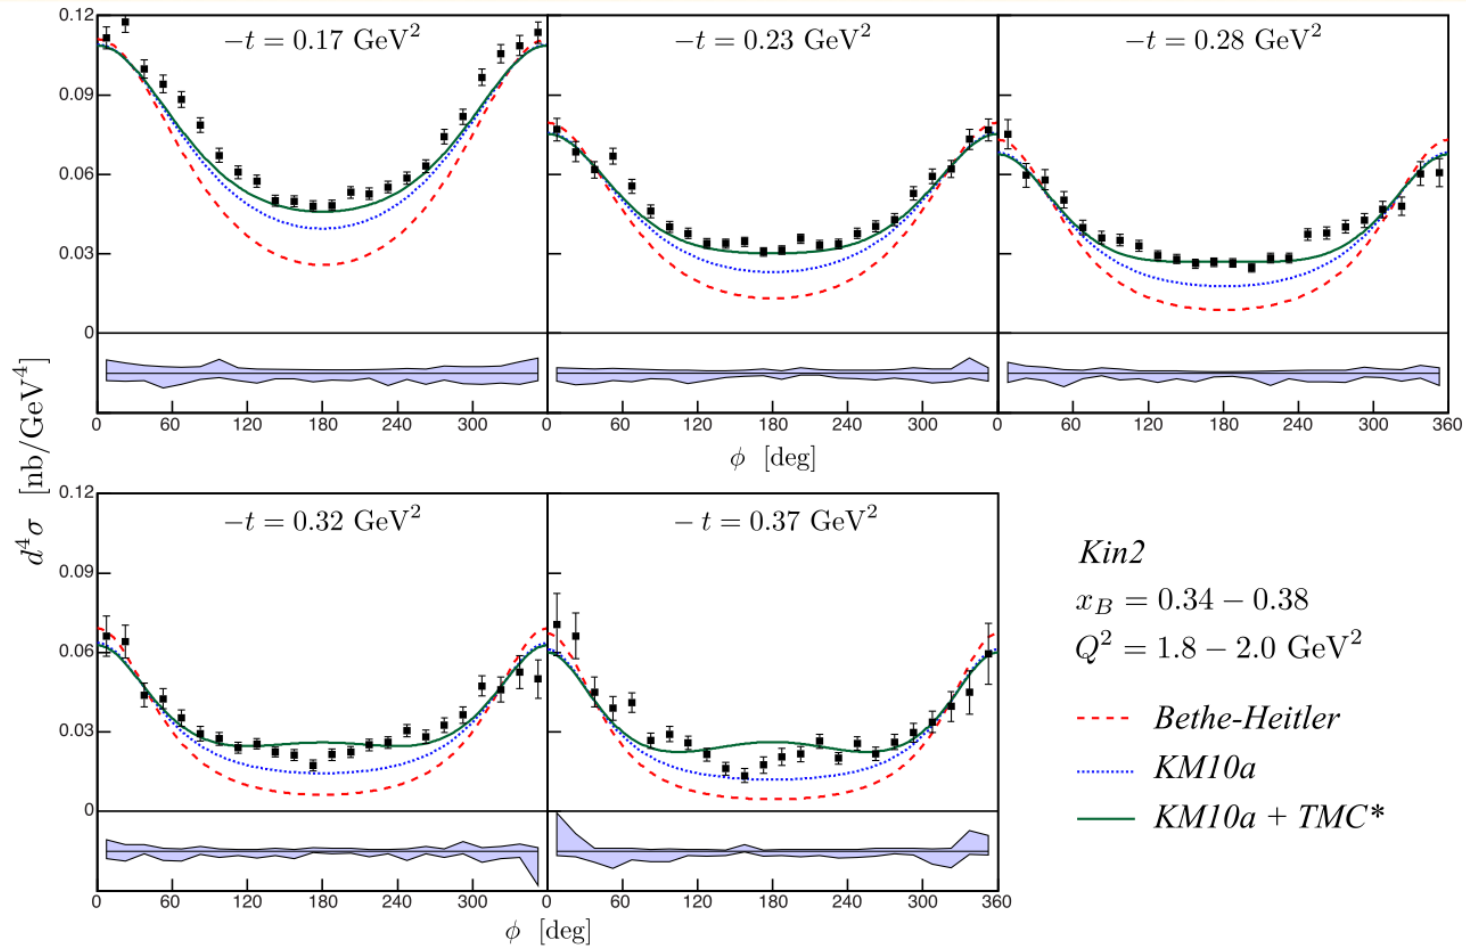 0.12
−t = 0.17 GeV²
−t = 0.23 GeV²
−t = 0.28 GeV²
0.09
0.06
0.03
0
0 60 120 180 240 300 0 60 120 180 240 300 0 60 120 180 240 300 360
ϕ [deg]
d⁴σ [nb/GeV⁴]
0.12
−t = 0.32 GeV²
− t = 0.37 GeV²
0.09
0.06
0.03
0
0 60 120 180 240 300 0 60 120 180 240 300 360
ϕ [deg]
Kin2
x_B = 0.34 − 0.38
Q² = 1.8 − 2.0 GeV²
Bethe-Heitler
KM10a
KM10a + TMC*